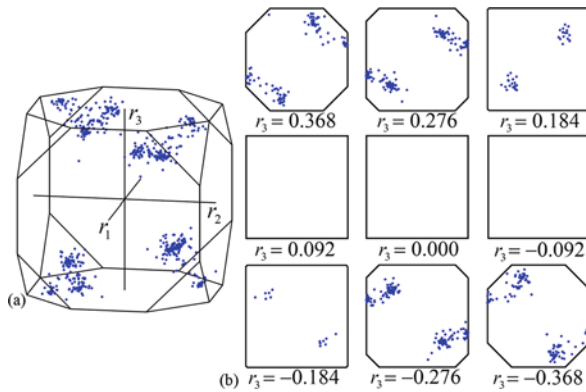 r₃
r₂
r₁
(a)
r₃ = 0.368
r₃ = 0.276
r₃ = 0.184
r₃ = 0.092
r₃ = 0.000
r₃ = −0.092
(b)
r₃ = −0.184
r₃ = −0.276
r₃ = −0.368